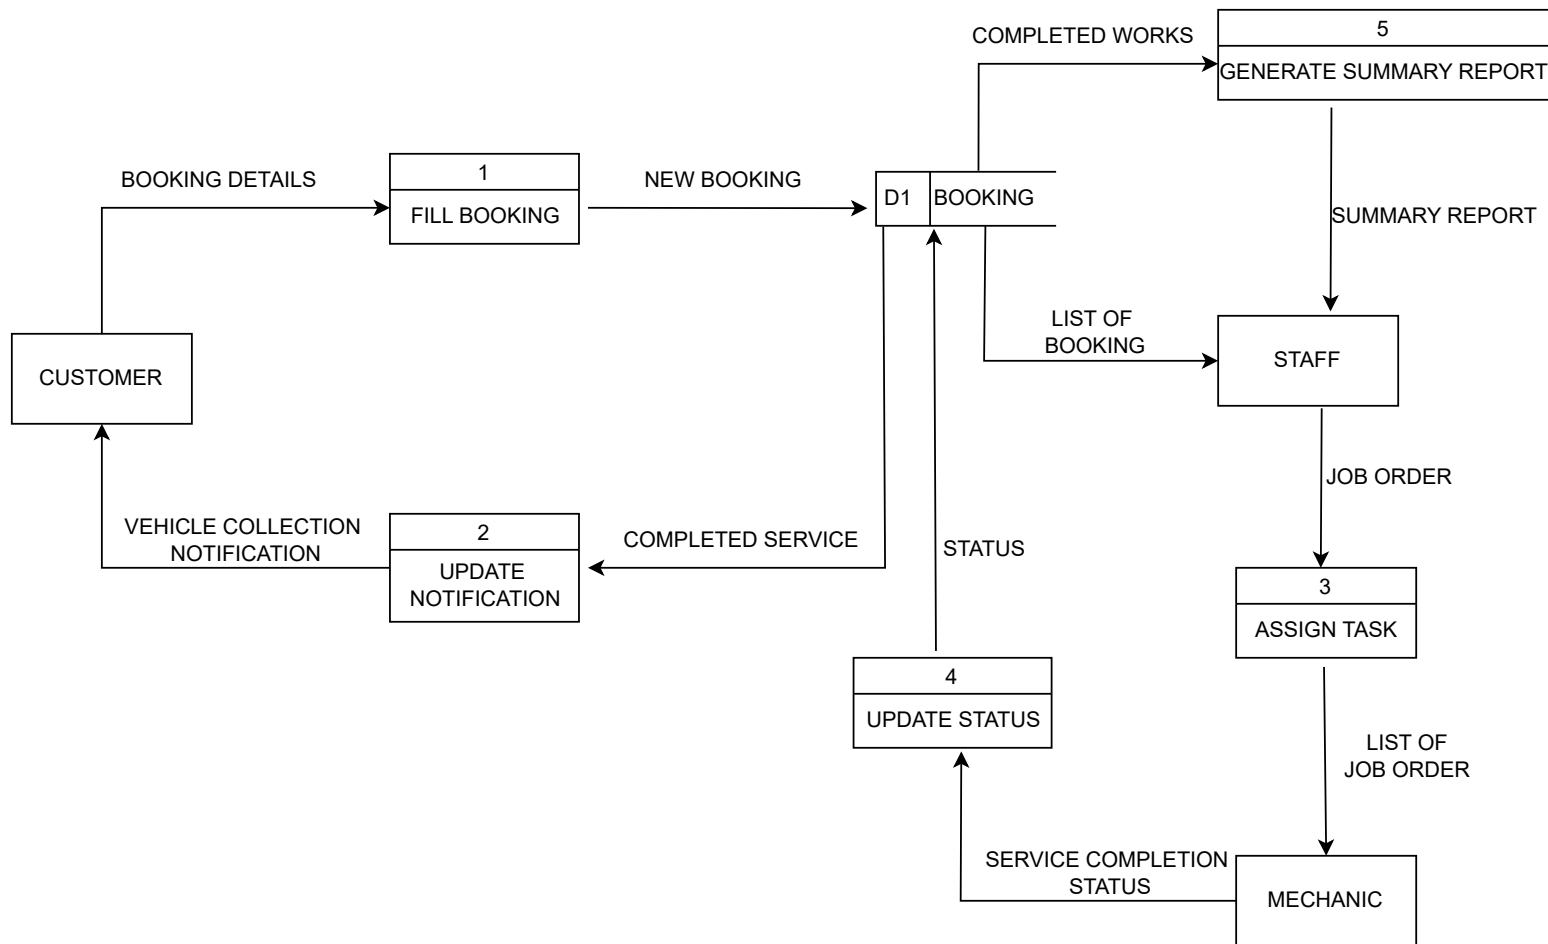 COMPLETED WORKS
5
GENERATE SUMMARY REPORT
BOOKING DETAILS
1
FILL BOOKING
NEW BOOKING
D1
BOOKING
SUMMARY REPORT
LIST OF
BOOKING
STAFF
CUSTOMER
JOB ORDER
VEHICLE COLLECTION
NOTIFICATION
2
UPDATE
NOTIFICATION
COMPLETED SERVICE
STATUS
3
ASSIGN TASK
4
UPDATE STATUS
LIST OF
JOB ORDER
SERVICE COMPLETION
STATUS
MECHANIC